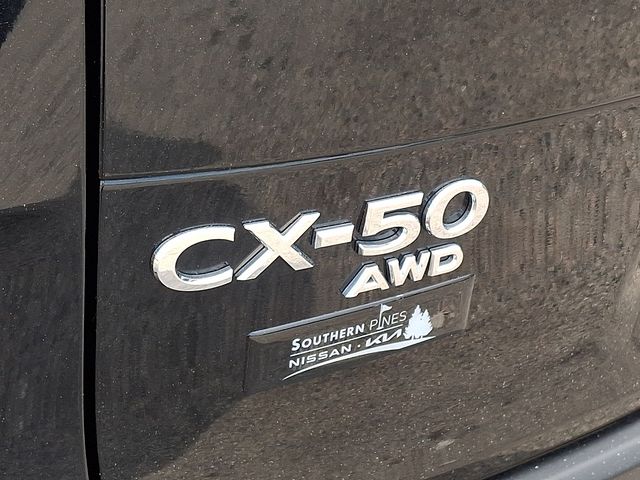 CX-50
AWD
SOUTHERN PINES
NISSAN · KIA